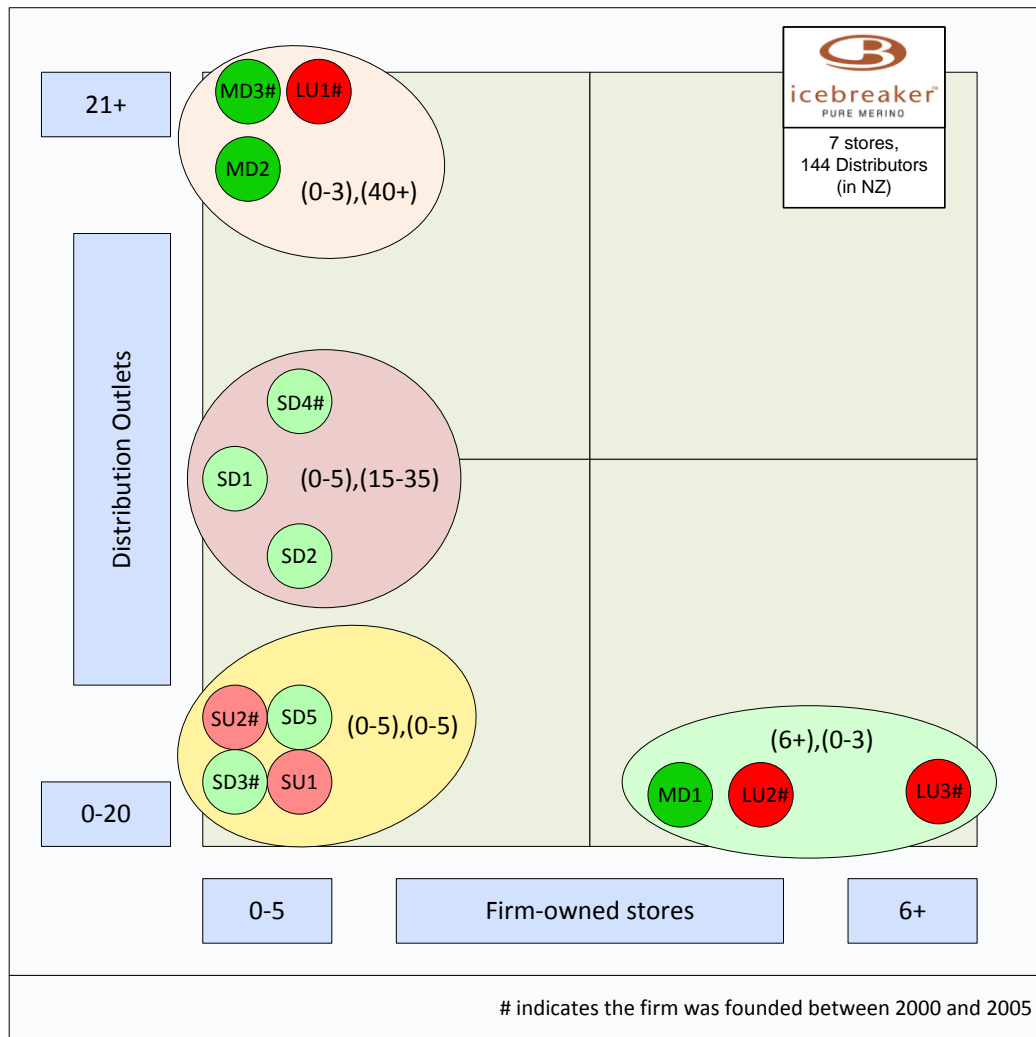 21+
MD3#
LU1#
MD2
(0-3),(40+)
icebreaker™
PURE MERINO
7 stores,
144 Distributors
(in NZ)
Distribution Outlets
SD4#
SD1
(0-5),(15-35)
SD2
SU2#
SD5
(0-5),(0-5)
SD3#
SU1
(6+),(0-3)
MD1
LU2#
LU3#
0-20
0-5
Firm-owned stores
6+
# indicates the firm was founded between 2000 and 2005